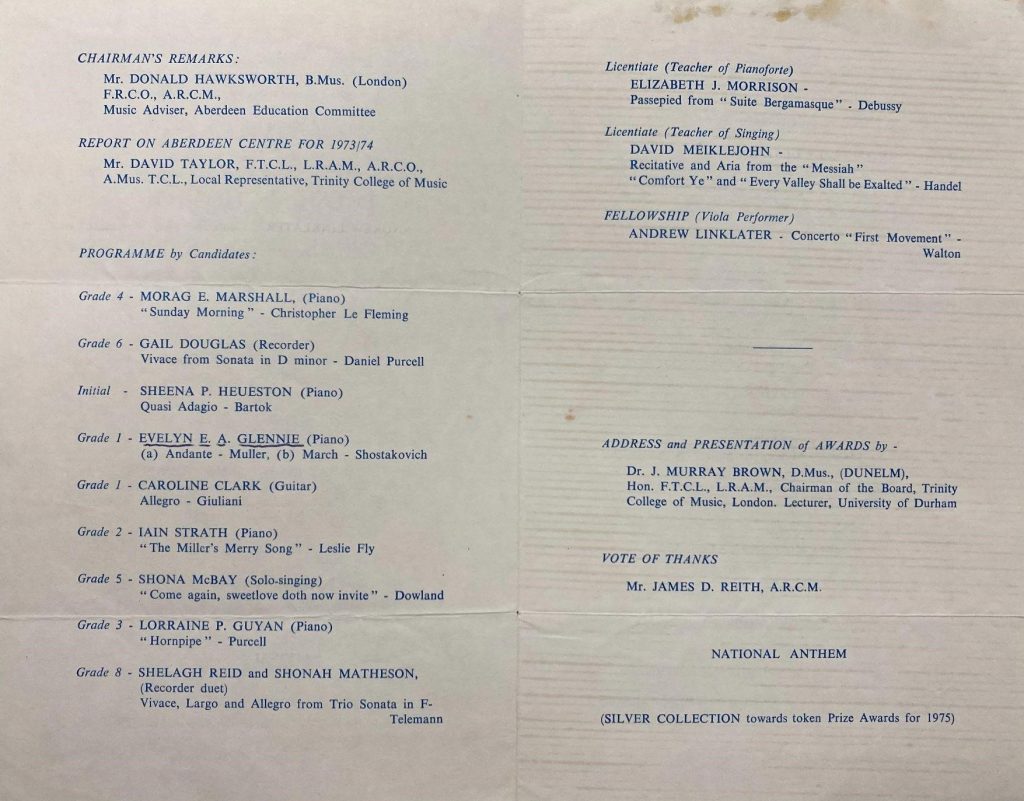 CHAIRMAN'S REMARKS:
Mr. DONALD HAWKSWORTH, B.Mus. (London)
F.R.C.O., A.R.C.M.,
Music Adviser, Aberdeen Education Committee
REPORT ON ABERDEEN CENTRE FOR 1973/74
Mr. DAVID TAYLOR, F.T.C.L., L.R.A.M., A.R.C.O.,
A.Mus. T.C.L., Local Representative, Trinity College of Music
PROGRAMME by Candidates:
Grade 4 - MORAG E. MARSHALL, (Piano)
"Sunday Morning" - Christopher Le Fleming
Grade 6 - GAIL DOUGLAS (Recorder)
Vivace from Sonata in D minor - Daniel Purcell
Initial - SHEENA P. HEUESTON (Piano)
Quasi Adagio - Bartok
Grade 1 - EVELYN E. A. GLENNIE (Piano)
(a) Andante - Muller, (b) March - Shostakovich
Grade 1 - CAROLINE CLARK (Guitar)
Allegro - Giuliani
Grade 2 - IAIN STRATH (Piano)
"The Miller's Merry Song" - Leslie Fly
Grade 5 - SHONA McBAY (Solo-singing)
"Come again, sweetlove doth now invite" - Dowland
Grade 3 - LORRAINE P. GUYAN (Piano)
"Hornpipe" - Purcell
Grade 8 - SHELAGH REID and SHONAH MATHESON,
(Recorder duet)
Vivace, Largo and Allegro from Trio Sonata in F-
Telemann
Licentiate (Teacher of Pianoforte)
ELIZABETH J. MORRISON -
Passepied from "Suite Bergamasque" - Debussy
Licentiate (Teacher of Singing)
DAVID MEIKLEJOHN -
Recitative and Aria from the "Messiah"
"Comfort Ye" and "Every Valley Shall be Exalted" - Handel
FELLOWSHIP (Viola Performer)
ANDREW LINKLATER - Concerto "First Movement" -
Walton
ADDRESS and PRESENTATION of AWARDS by -
Dr. J. MURRAY BROWN, D.Mus., (DUNELM),
Hon. F.T.C.L., L.R.A.M., Chairman of the Board, Trinity
College of Music, London. Lecturer, University of Durham
VOTE OF THANKS
Mr. JAMES D. REITH, A.R.C.M.
NATIONAL ANTHEM
(SILVER COLLECTION towards token Prize Awards for 1975)